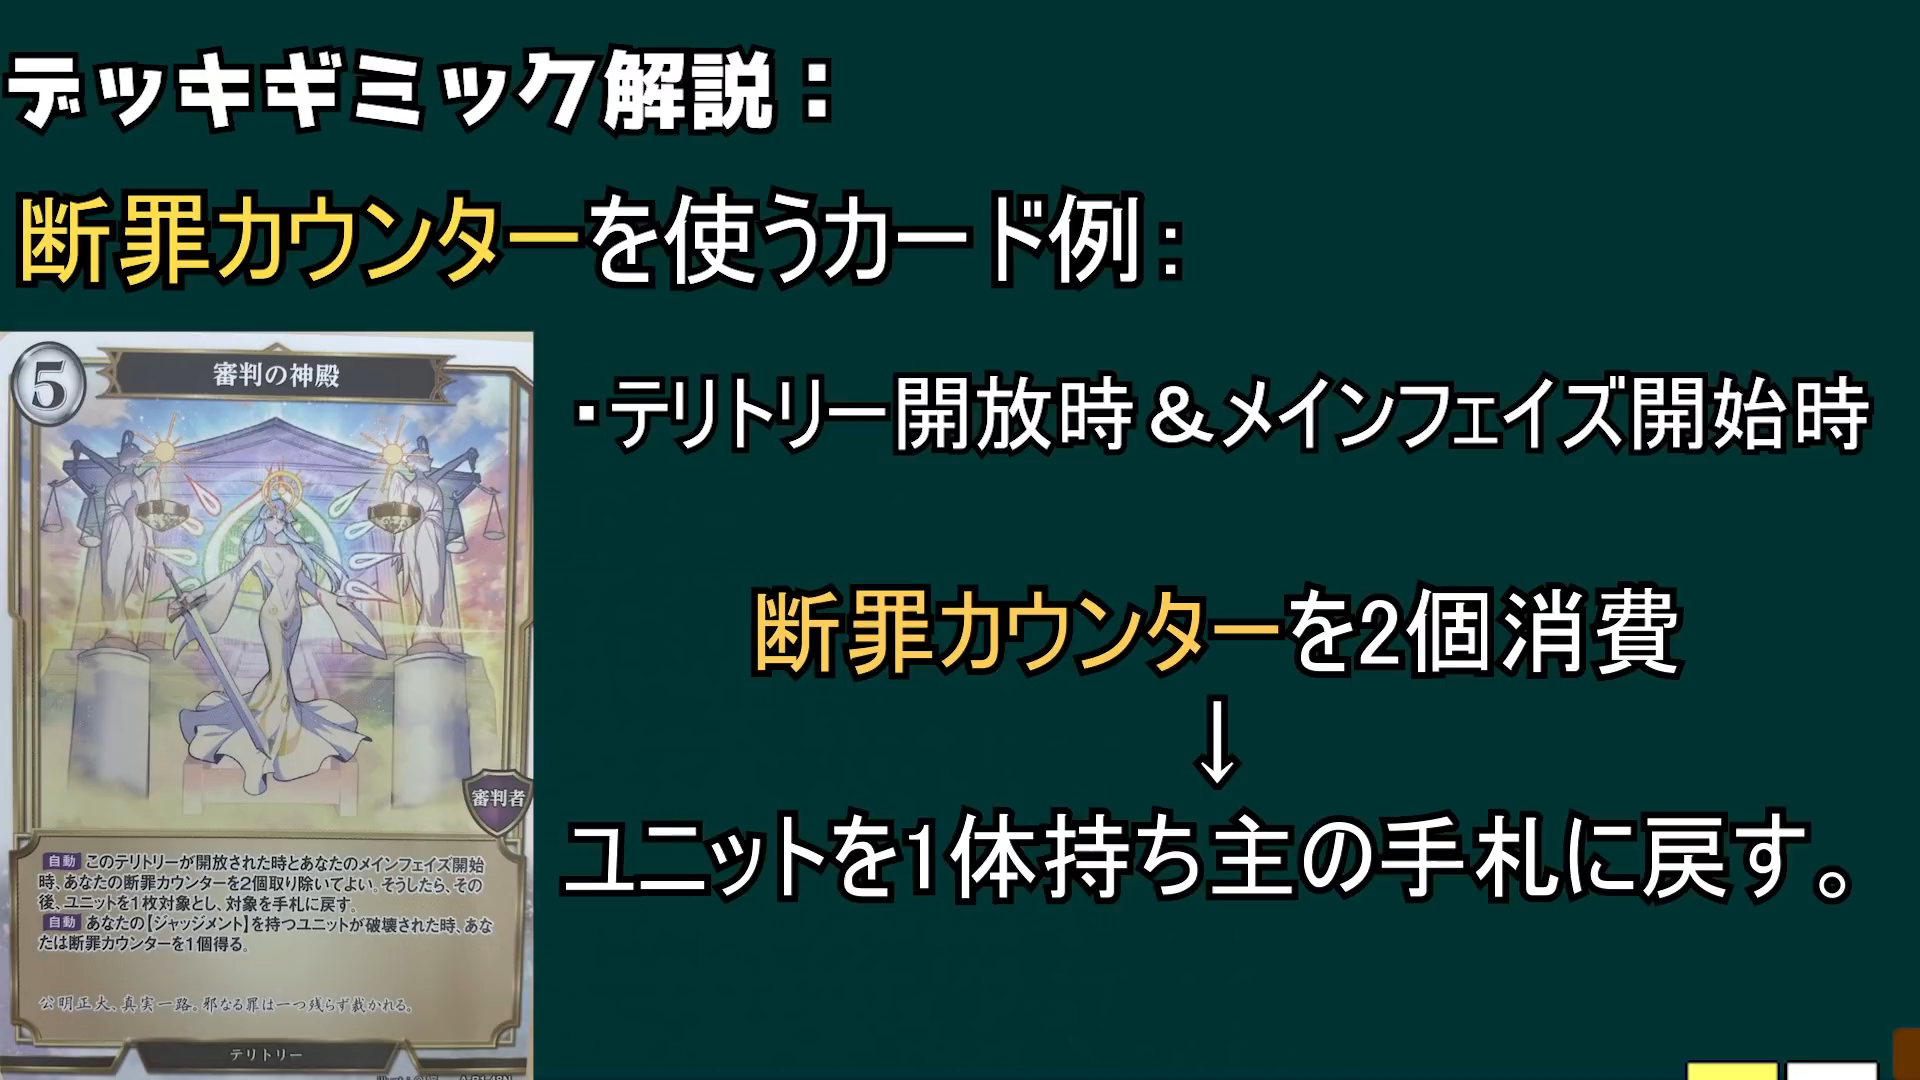 デッキギミック解説：
断罪カウンターを使うカード例：
5
審判の神殿
・テリトリー開放時＆メインフェイズ開始時
断罪カウンターを2個消費
↓
ユニットを1体持ち主の手札に戻す。
審判者
自動 このテリトリーが開放された時とあなたのメインフェイズ開始
時、あなたの断罪カウンターを2個取り除いてよい。そうしたら、その
後、ユニットを1枚対象とし、対象を手札に戻す。
自動 あなたの【ジャッジメント】を持つユニットが破壊された時、あな
たは断罪カウンターを1個得る。
公明正大、真実一路。邪なる罪は一つ残らず裁かれる。
テリトリー